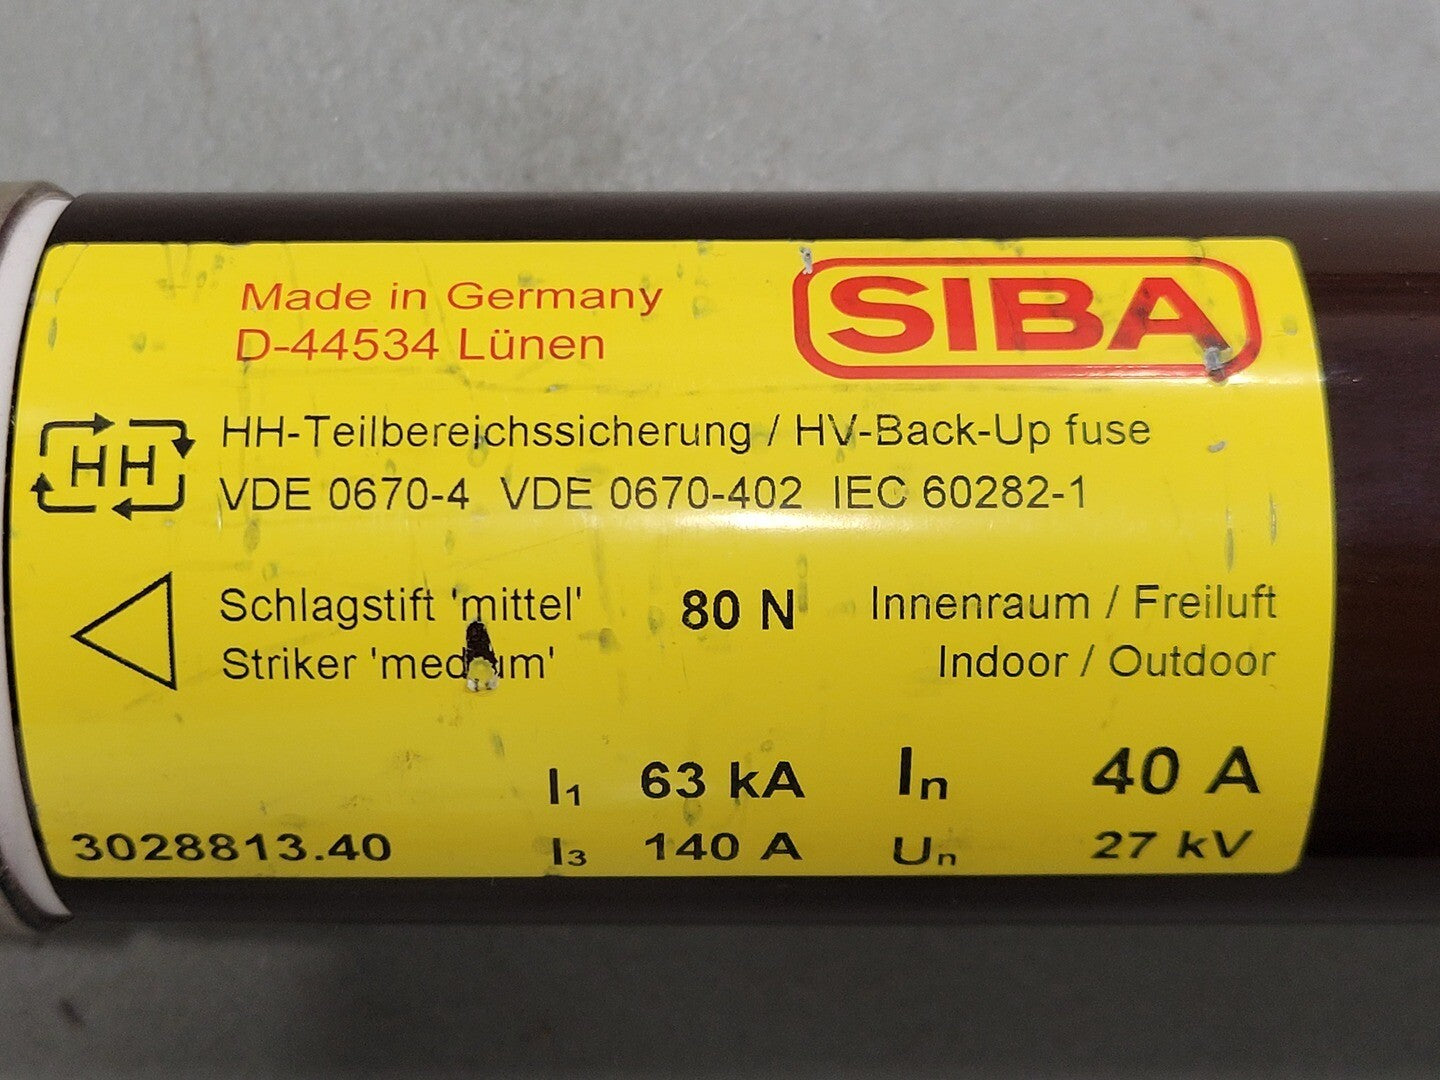 Made in Germany
D-44534 Lünen
SIBA
HH
HH-Teilbereichssicherung / HV-Back-Up fuse
VDE 0670-4 VDE 0670-402 IEC 60282-1
Schlagstift 'mittel' 80 N Innenraum / Freiluft
Striker 'medium' Indoor / Outdoor
I₁ 63 kA Iₙ 40 A
3028813.40 I₃ 140 A Uₙ 27 kV